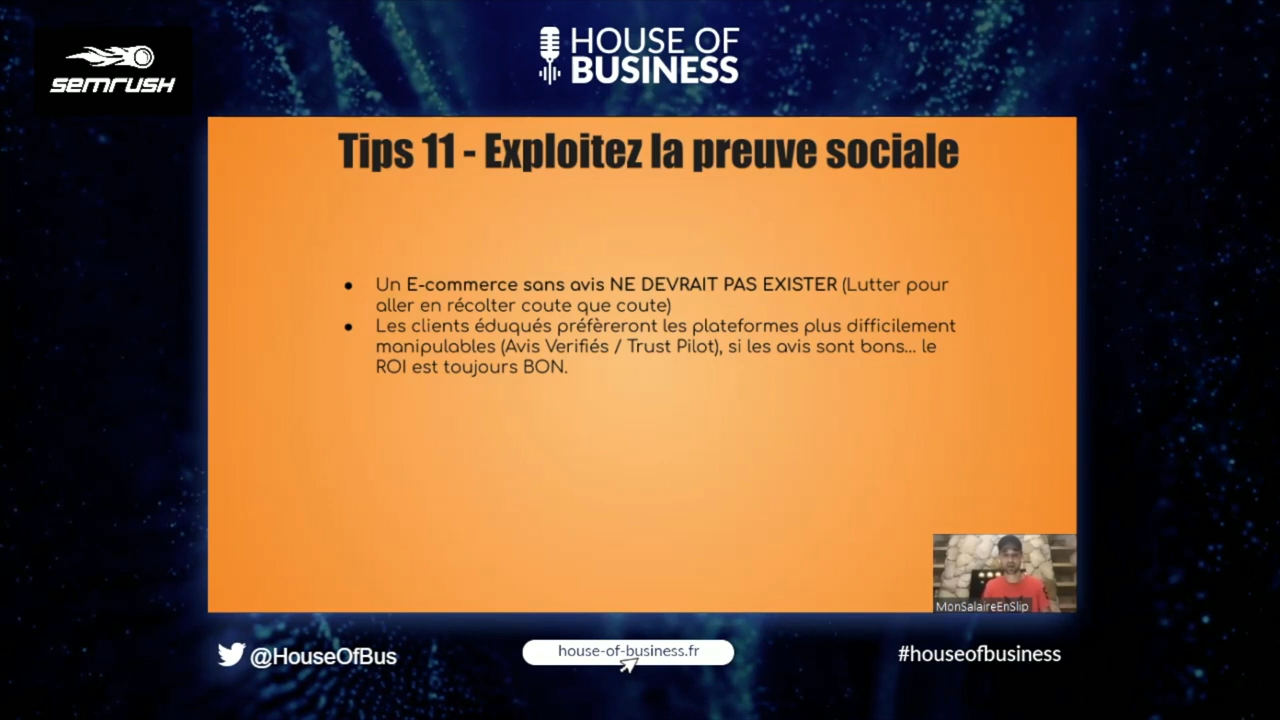 semrush
HOUSE OF
BUSINESS
Tips 11 - Exploitez la preuve sociale
● Un E-commerce sans avis NE DEVRAIT PAS EXISTER (Lutter pour
aller en récolter coute que coute)
● Les clients éduqués préfèreront les plateformes plus difficilement
manipulables (Avis Verifiés / Trust Pilot), si les avis sont bons... le
ROI est toujours BON.
MonSalaireEnSlip
@HouseOfBus
house-of-business.fr
#houseofbusiness